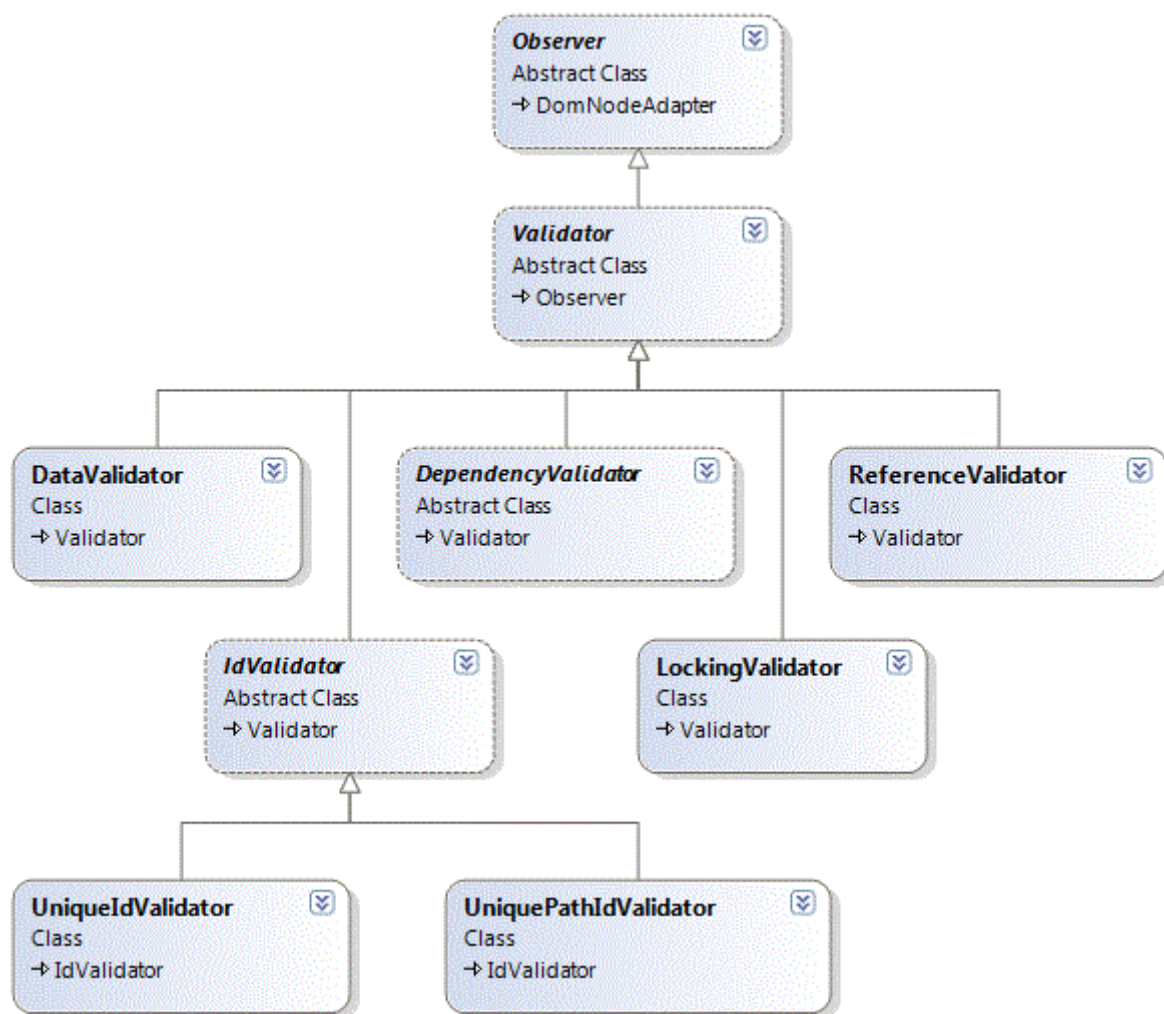 Observer
Abstract Class
DomNodeAdapter
Validator
Abstract Class
Observer
DataValidator
Class
Validator
DependencyValidator
Abstract Class
Validator
ReferenceValidator
Class
Validator
IdValidator
Abstract Class
Validator
LockingValidator
Class
Validator
UniqueIdValidator
Class
IdValidator
UniquePathIdValidator
Class
IdValidator